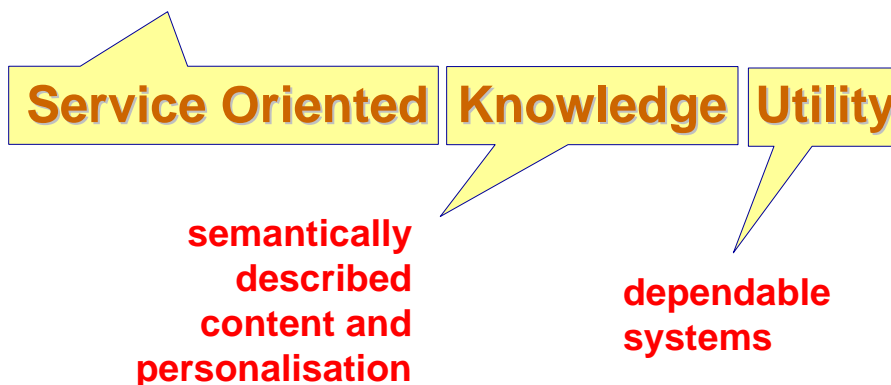 Service Oriented Knowledge Utility
semantically
described
content and
personalisation
dependable
systems